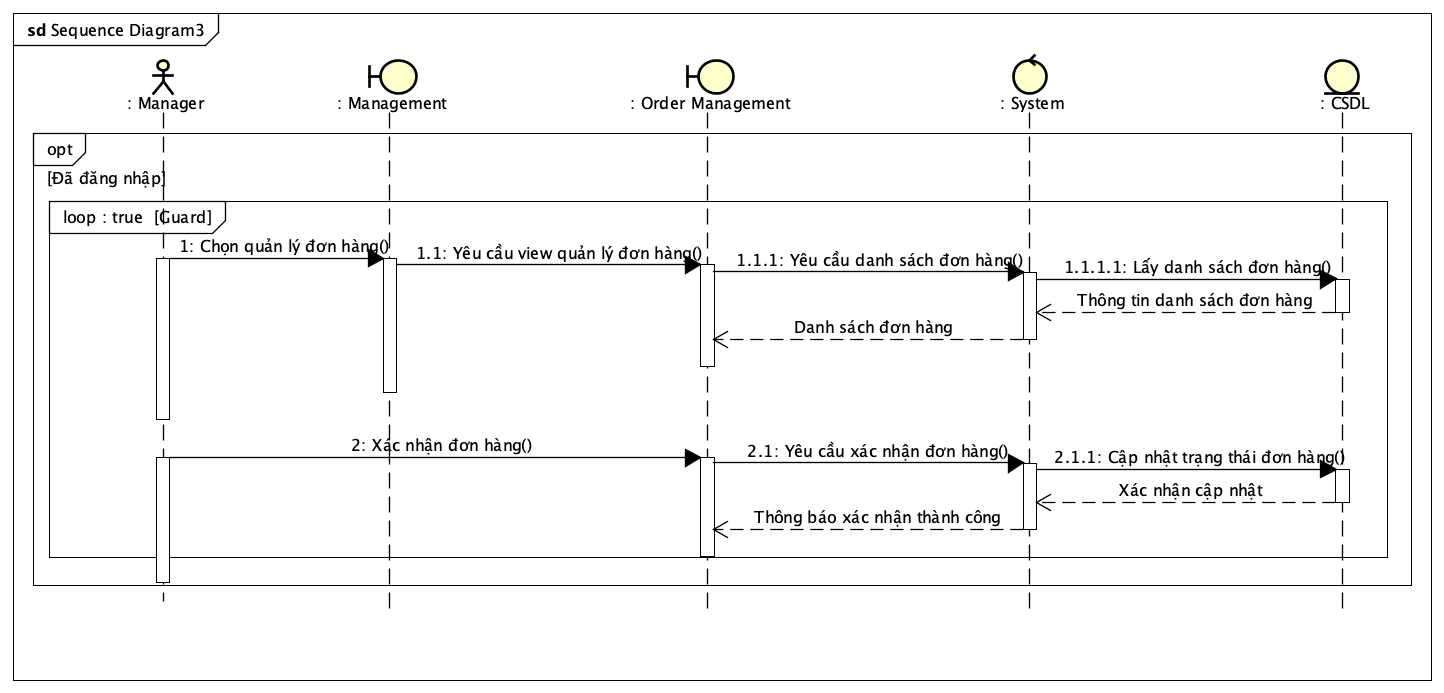 sd Sequence Diagram3
: Manager
: Management
: Order Management
: System
: CSDL
opt
[Đã đăng nhập]
loop : true [Guard]
1: Chọn quản lý đơn hàng()
1.1: Yêu cầu view quản lý đơn hàng()
1.1.1: Yêu cầu danh sách đơn hàng()
1.1.1.1: Lấy danh sách đơn hàng()
Thông tin danh sách đơn hàng
Danh sách đơn hàng
2: Xác nhận đơn hàng()
2.1: Yêu cầu xác nhận đơn hàng()
2.1.1: Cập nhật trạng thái đơn hàng()
Xác nhận cập nhật
Thông báo xác nhận thành công